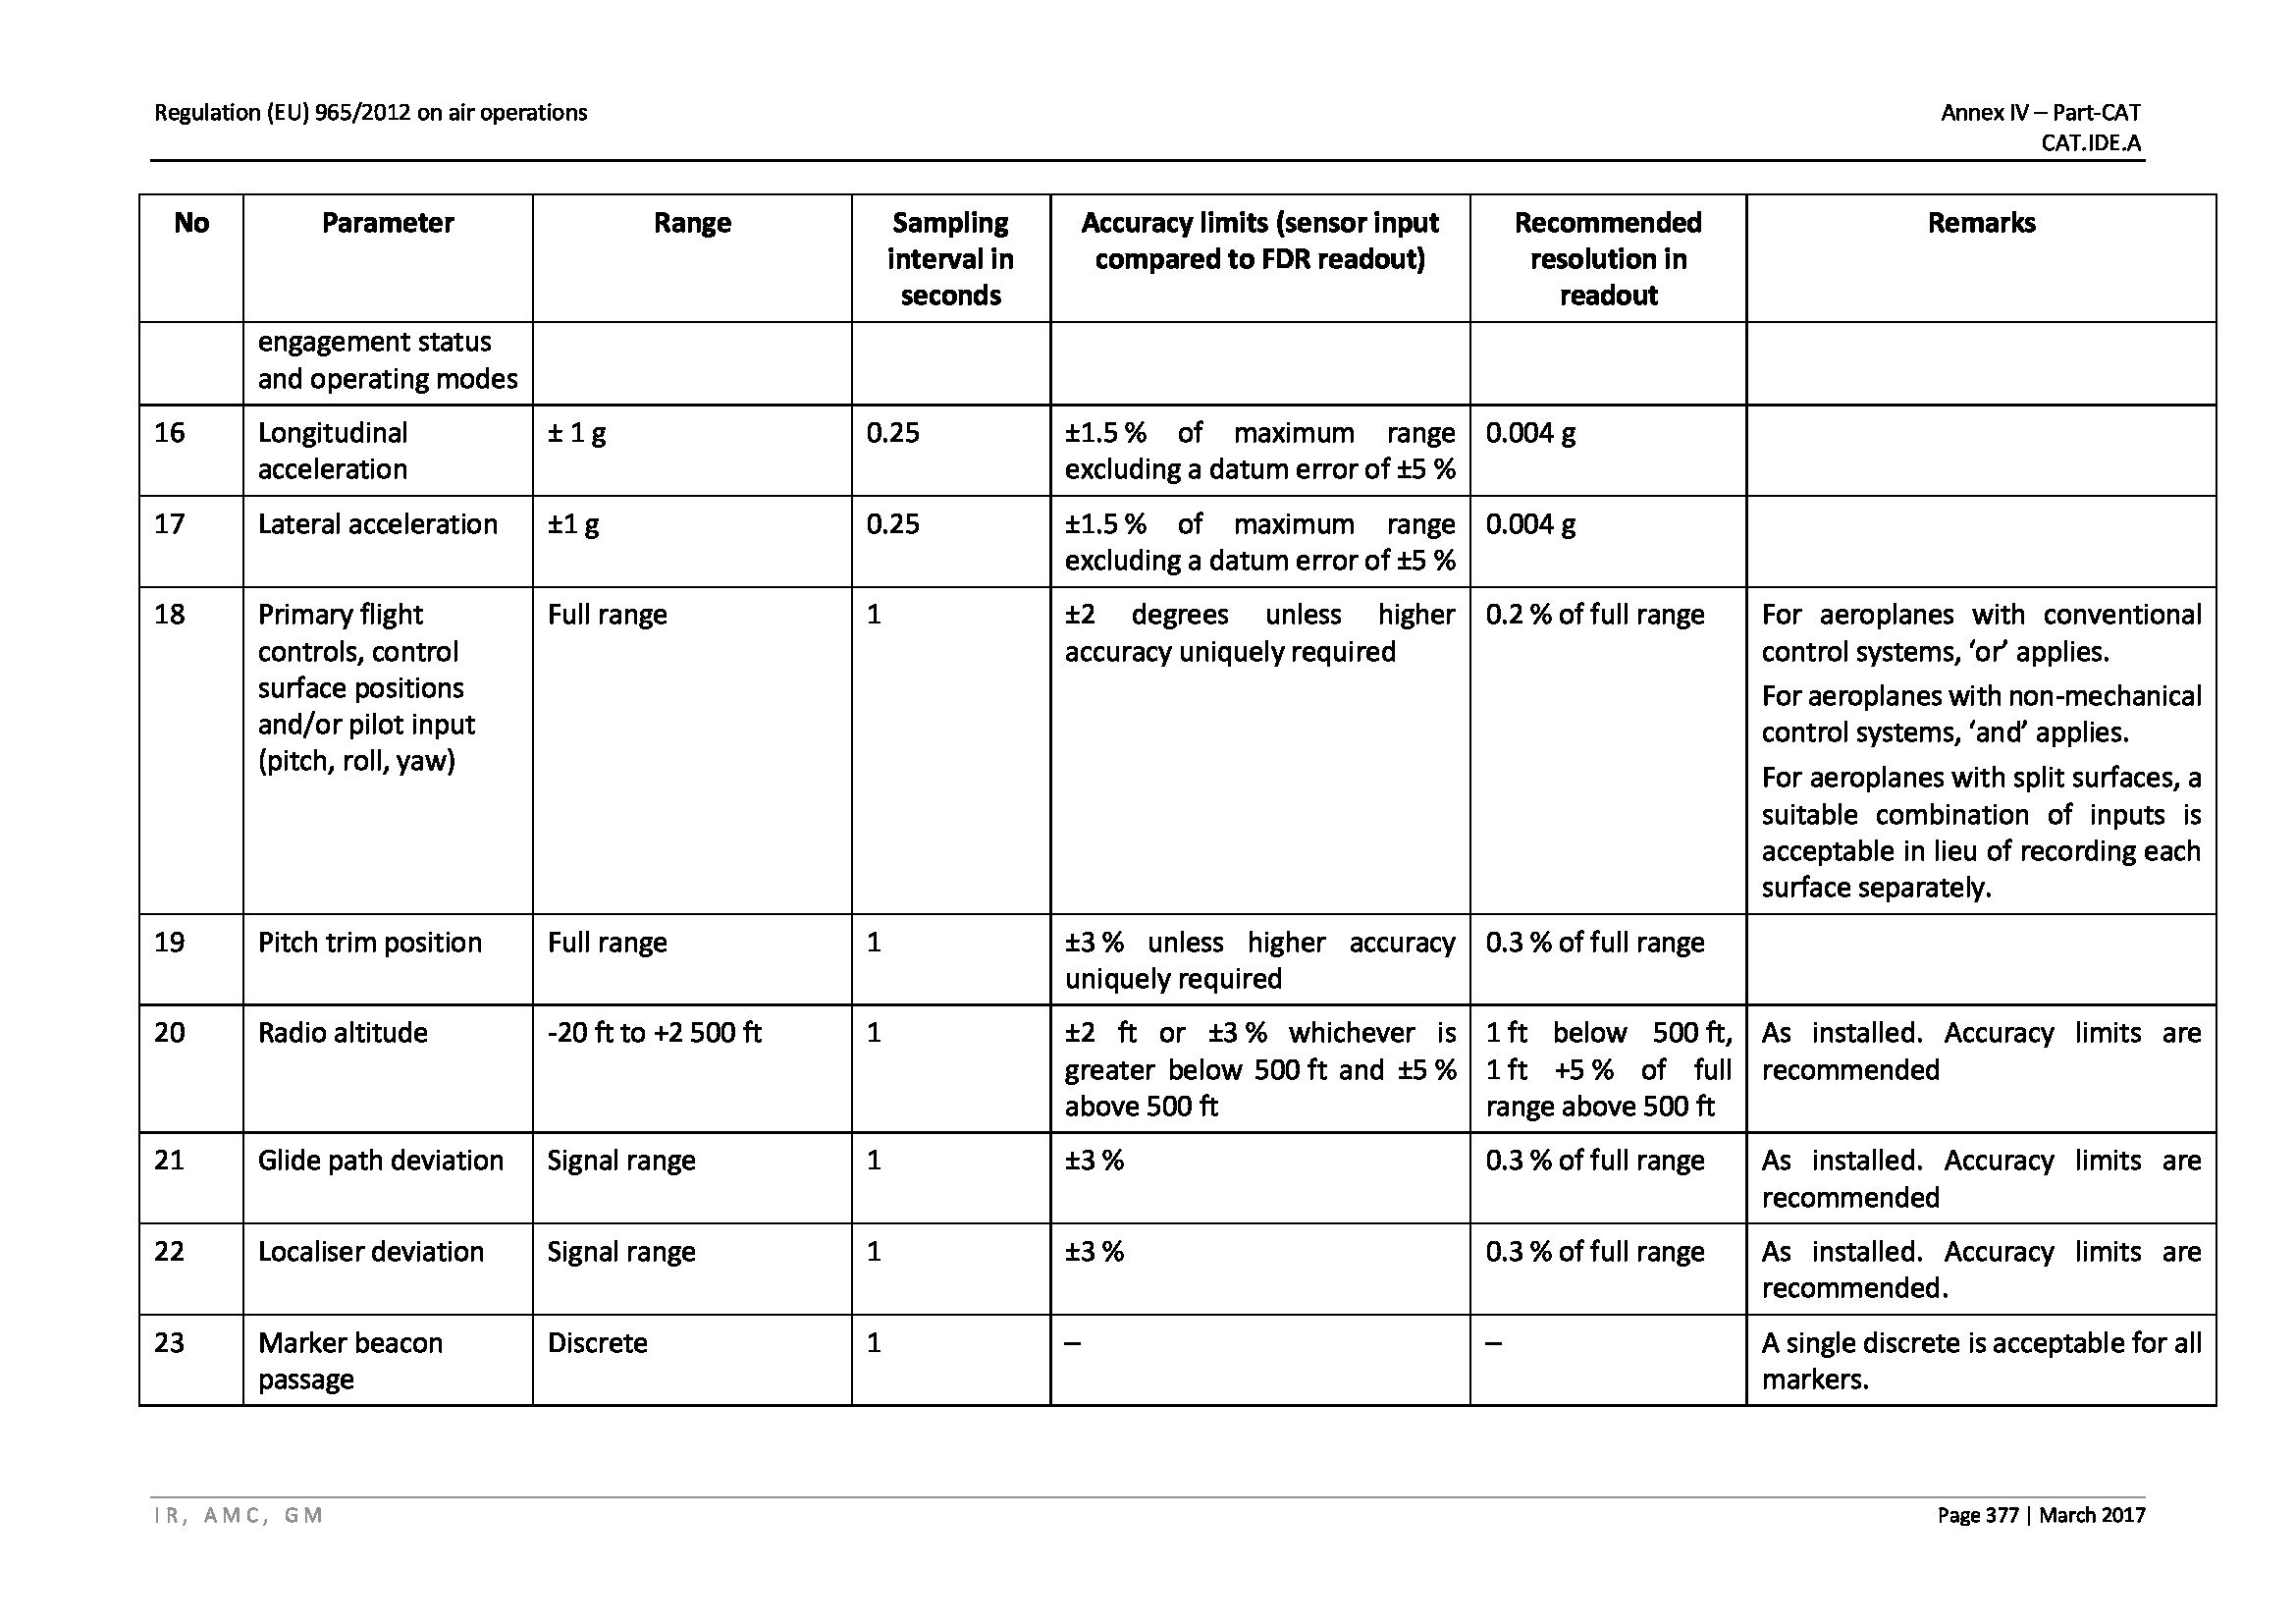 Regulation (EU) 965/2012 on air operations
Annex IV – Part-CAT
CAT.IDE.A
No Parameter Range Sampling interval in seconds Accuracy limits (sensor input compared to FDR readout) Recommended resolution in readout Remarks
engagement status
and operating modes
16 Longitudinal acceleration ± 1 g 0.25 ±1.5 % of maximum range excluding a datum error of ±5 % 0.004 g
17 Lateral acceleration ±1 g 0.25 ±1.5 % of maximum range excluding a datum error of ±5 % 0.004 g
18 Primary flight controls, control surface positions and/or pilot input (pitch, roll, yaw) Full range 1 ±2 degrees unless higher accuracy uniquely required 0.2 % of full range For aeroplanes with conventional control systems, ‘or’ applies.
For aeroplanes with non-mechanical control systems, ‘and’ applies.
For aeroplanes with split surfaces, a suitable combination of inputs is acceptable in lieu of recording each surface separately.
19 Pitch trim position Full range 1 ±3 % unless higher accuracy uniquely required 0.3 % of full range
20 Radio altitude -20 ft to +2 500 ft 1 ±2 ft or ±3 % whichever is greater below 500 ft and ±5 % above 500 ft 1 ft below 500 ft, 1 ft +5 % of full range above 500 ft As installed. Accuracy limits are recommended
21 Glide path deviation Signal range 1 ±3 % 0.3 % of full range As installed. Accuracy limits are recommended
22 Localiser deviation Signal range 1 ±3 % 0.3 % of full range As installed. Accuracy limits are recommended.
23 Marker beacon passage Discrete 1 – – A single discrete is acceptable for all markers.
IR, AMC, GM
Page 377 | March 2017